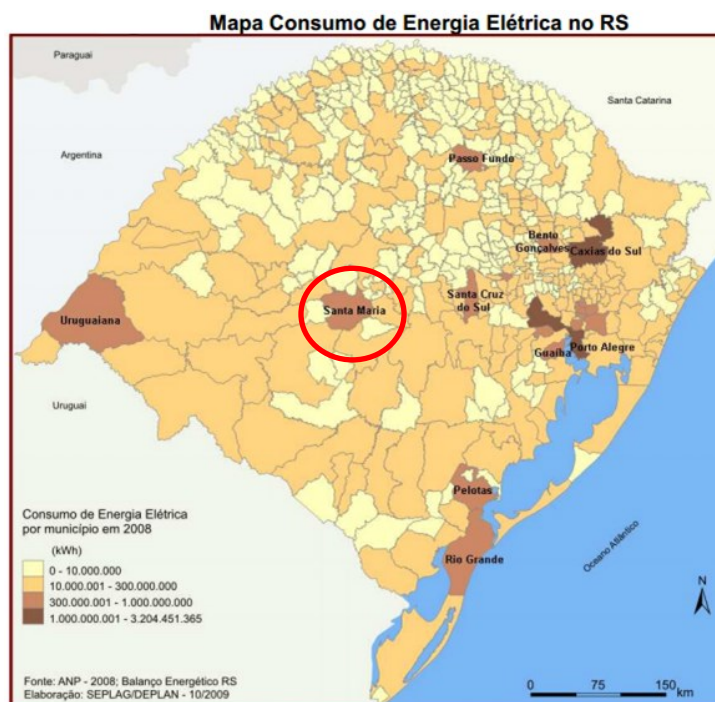 Mapa Consumo de Energia Elétrica no RS
Paraguai
Santa Catarina
Argentina
Passo Fundo
Bento
Gonçalves
Caxias do Sul
Santa Cruz
do Sul
Santa Maria
Uruguaiana
Guaíba
Porto Alegre
Uruguai
Pelotas
Rio Grande
Oceano Atlântico
Consumo de Energia Elétrica
por município em 2008
(kWh)
0 - 10.000.000
10.000.001 - 300.000.000
300.000.001 - 1.000.000.000
1.000.000.001 - 3.204.451.365
N
Fonte: ANP - 2008; Balanço Energético RS
Elaboração: SEPLAG/DEPLAN - 10/2009
0 75 150
km